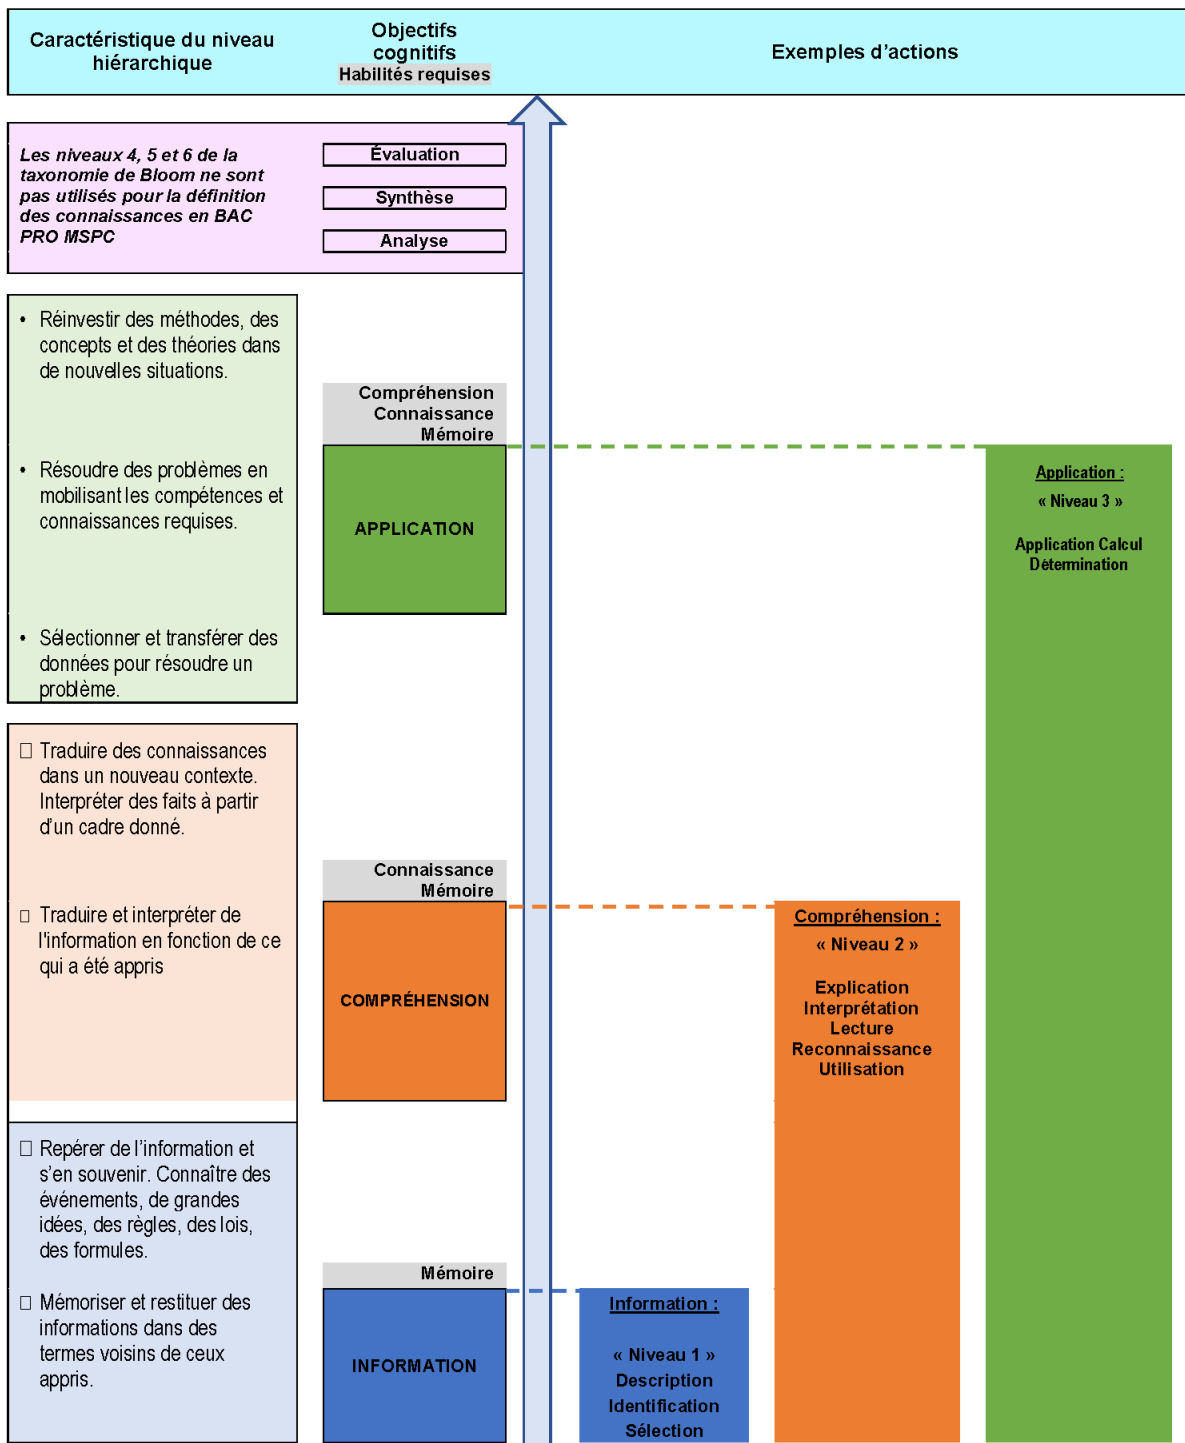 Caractéristique du niveau
hiérarchique
Objectifs
cognitifs
Habilités requises
Exemples d'actions
Les niveaux 4, 5 et 6 de la
taxonomie de Bloom ne sont
pas utilisés pour la définition
des connaissances en BAC
PRO MSPC
Évaluation
Synthèse
Analyse
• Réinvestir des méthodes, des
concepts et des théories dans
de nouvelles situations.
• Résoudre des problèmes en
mobilisant les compétences et
connaissances requises.
• Sélectionner et transférer des
données pour résoudre un
problème.
Compréhension
Connaissance
Mémoire
APPLICATION
Application :
« Niveau 3 »
Application Calcul
Détermination
Traduire des connaissances
dans un nouveau contexte.
Interpréter des faits à partir
d’un cadre donné.
Traduire et interpréter de
l'information en fonction de ce
qui a été appris
Connaissance
Mémoire
COMPRÉHENSION
Compréhension :
« Niveau 2 »
Explication
Interprétation
Lecture
Reconnaissance
Utilisation
Repérer de l’information et
s’en souvenir. Connaître des
événements, de grandes
idées, des règles, des lois,
des formules.
Mémoriser et restituer des
informations dans des
termes voisins de ceux
appris.
Mémoire
INFORMATION
Information :
« Niveau 1 »
Description
Identification
Sélection